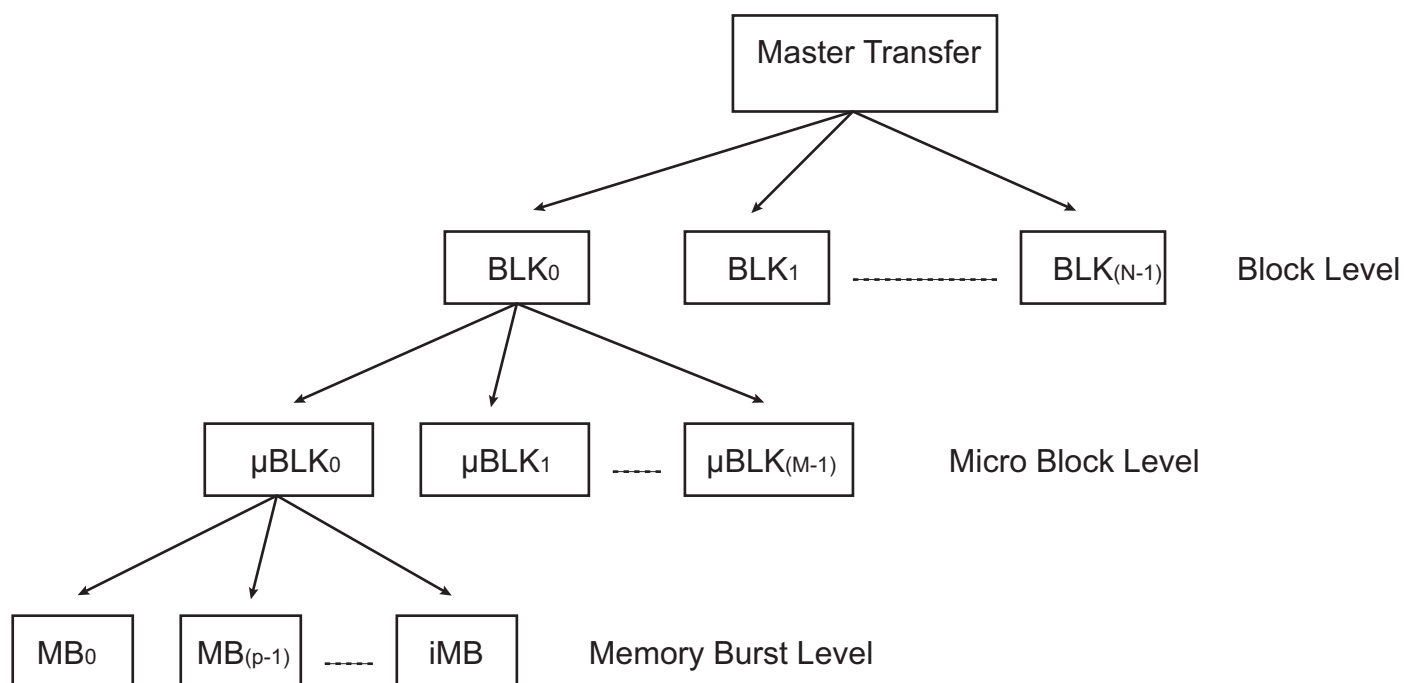 Master Transfer
BLK0 BLK1 BLK(N-1) Block Level
µBLK0 µBLK1 µBLK(M-1) Micro Block Level
MB0 MB(p-1) iMB Memory Burst Level